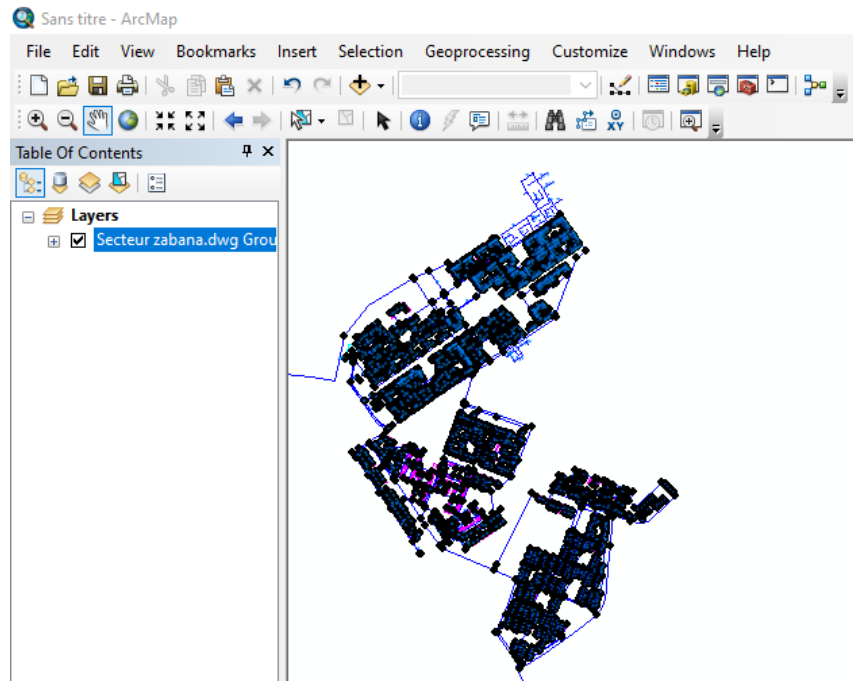 Sans titre - ArcMap
File Edit View Bookmarks Insert Selection Geoprocessing Customize Windows Help
XY
Table Of Contents
Layers
Secteur zabana.dwg Grou